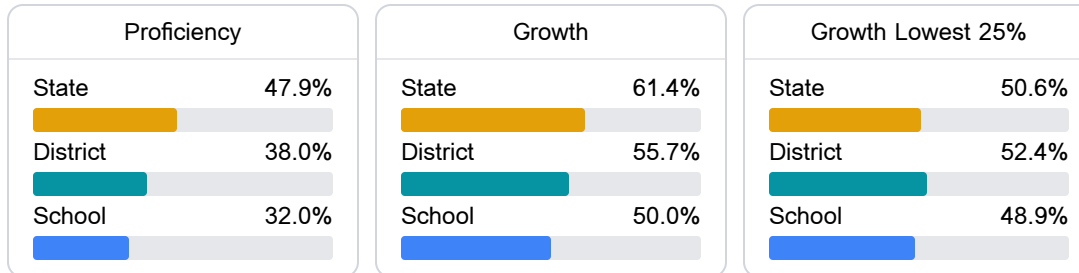 Proficiency
State 47.9%
District 38.0%
School 32.0%
Growth
State 61.4%
District 55.7%
School 50.0%
Growth Lowest 25%
State 50.6%
District 52.4%
School 48.9%